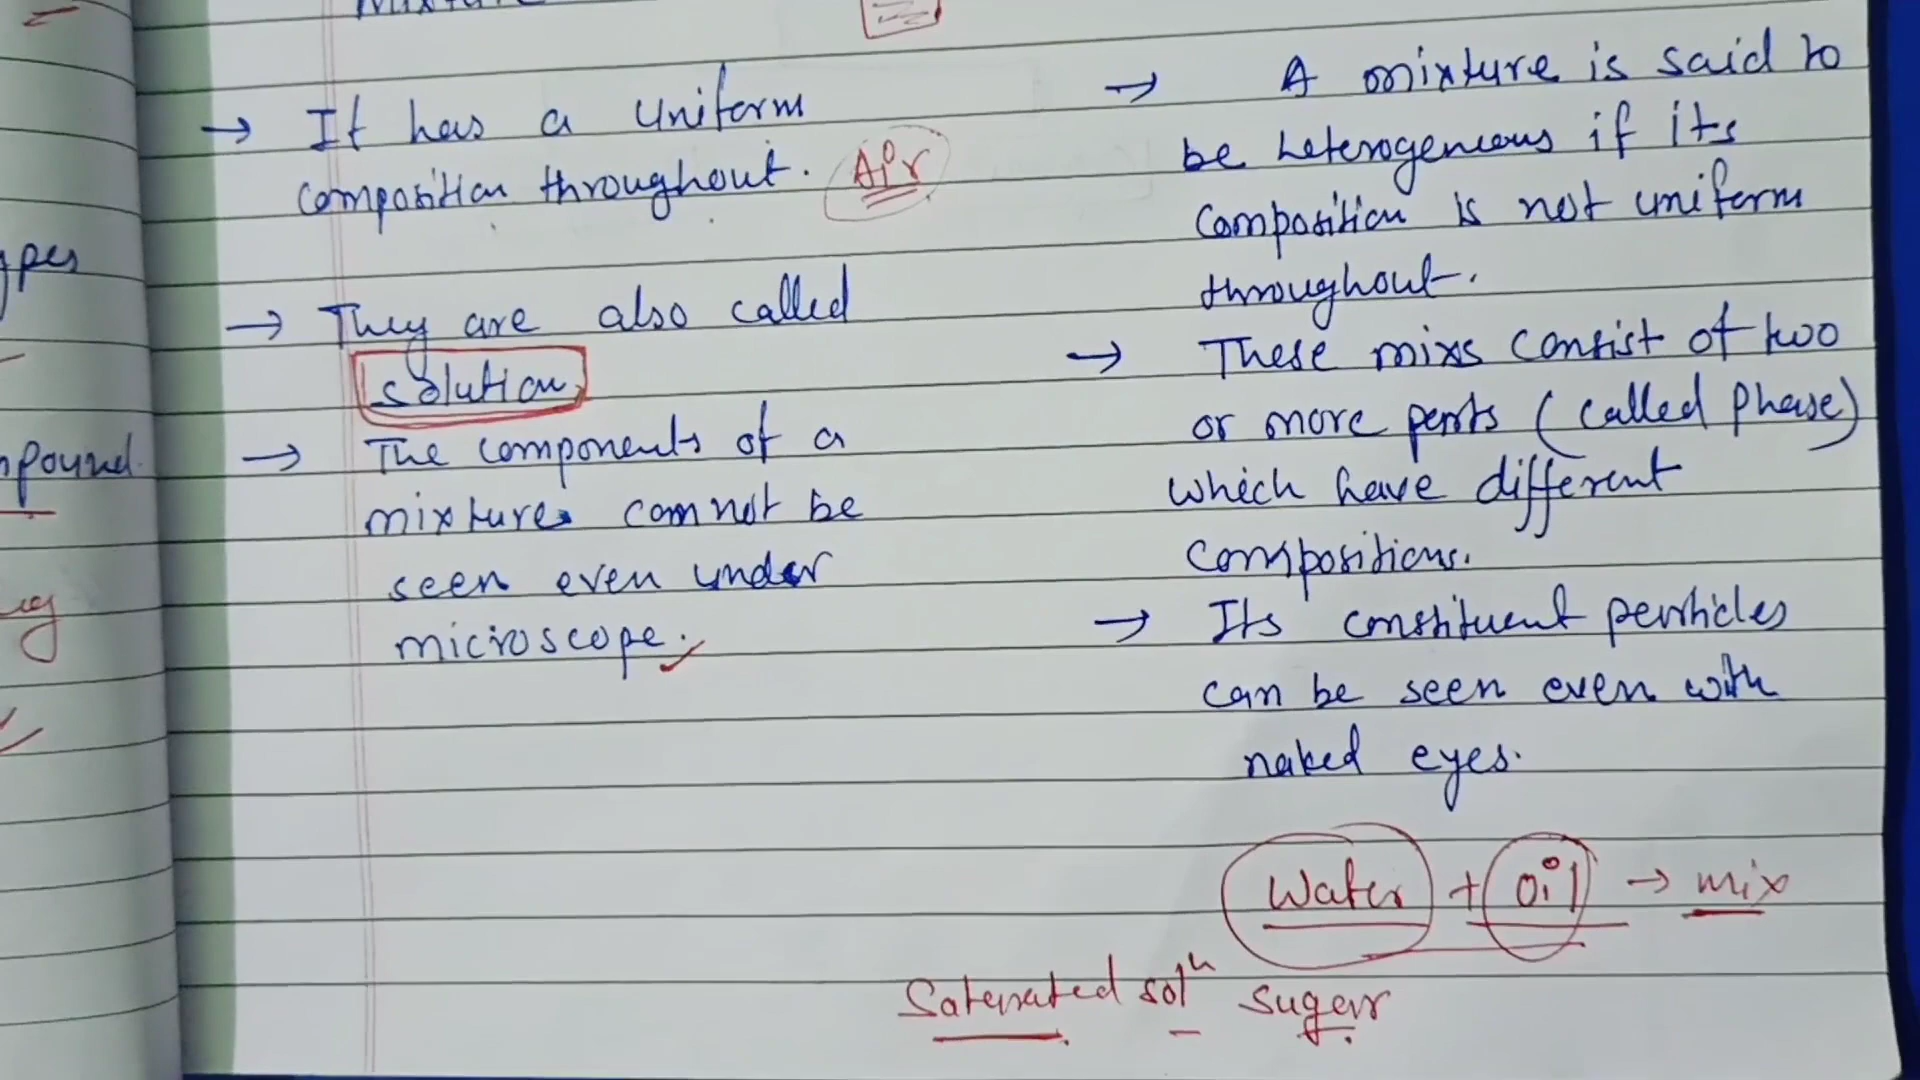 Mixture
→ It has a uniform
composition throughout. Air
→ They are also called
solution.
→ The components of a
mixture cannot be
seen even under
microscope.
→ A mixture is said to
be heterogeneous if its
composition is not uniform
throughout.
→ These mixs consist of two
or more parts (called phase)
which have different
compositions.
→ Its constituent particles
can be seen even with
naked eyes.
Water + Oil → mix
Saturated solⁿ sugar
ypes
mpound